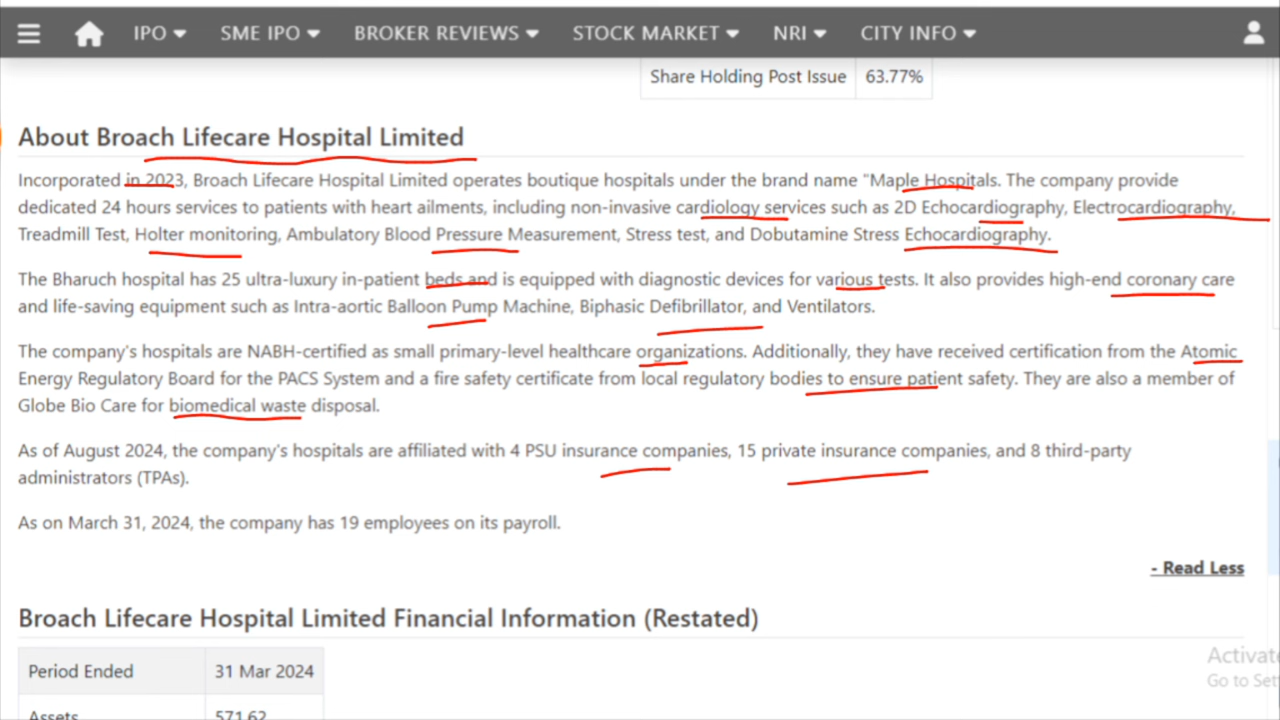 IPO SME IPO BROKER REVIEWS STOCK MARKET NRI CITY INFO
Share Holding Post Issue 63.77%
About Broach Lifecare Hospital Limited
Incorporated in 2023, Broach Lifecare Hospital Limited operates boutique hospitals under the brand name "Maple Hospitals. The company provide
dedicated 24 hours services to patients with heart ailments, including non-invasive cardiology services such as 2D Echocardiography, Electrocardiography,
Treadmill Test, Holter monitoring, Ambulatory Blood Pressure Measurement, Stress test, and Dobutamine Stress Echocardiography.
The Bharuch hospital has 25 ultra-luxury in-patient beds and is equipped with diagnostic devices for various tests. It also provides high-end coronary care
and life-saving equipment such as Intra-aortic Balloon Pump Machine, Biphasic Defibrillator, and Ventilators.
The company's hospitals are NABH-certified as small primary-level healthcare organizations. Additionally, they have received certification from the Atomic
Energy Regulatory Board for the PACS System and a fire safety certificate from local regulatory bodies to ensure patient safety. They are also a member of
Globe Bio Care for biomedical waste disposal.
As of August 2024, the company's hospitals are affiliated with 4 PSU insurance companies, 15 private insurance companies, and 8 third-party
administrators (TPAs).
As on March 31, 2024, the company has 19 employees on its payroll.
- Read Less
Broach Lifecare Hospital Limited Financial Information (Restated)
Period Ended 31 Mar 2024
Activate
Go to Set
Assets 571.62